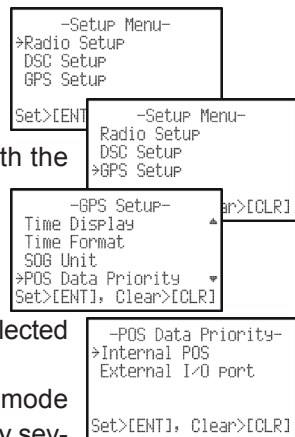 -Setup Menu-
→Radio Setup
DSC Setup
GPS Setup
Set>[ENT
-Setup Menu-
Radio Setup
DSC Setup
→GPS Setup
>[CLR]
th the
-GPS Setup-
Time Display
Time Format
SOG Unit
→POS Data Priority
Set>[ENT], Clear>[CLR]
lected
-POS Data Priority-
→Internal POS
External I/O port
Set>[ENT], Clear>[CLR]
mode
y sev-